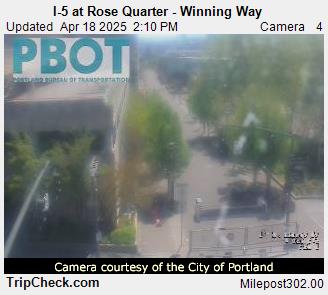 I-5 at Rose Quarter - Winning Way
Updated Apr 18 2025 2:10 PM Camera 4
PBOT
PORTLAND BUREAU OF TRANSPORTATION
Camera courtesy of the City of Portland
TripCheck.com Milepost302.00